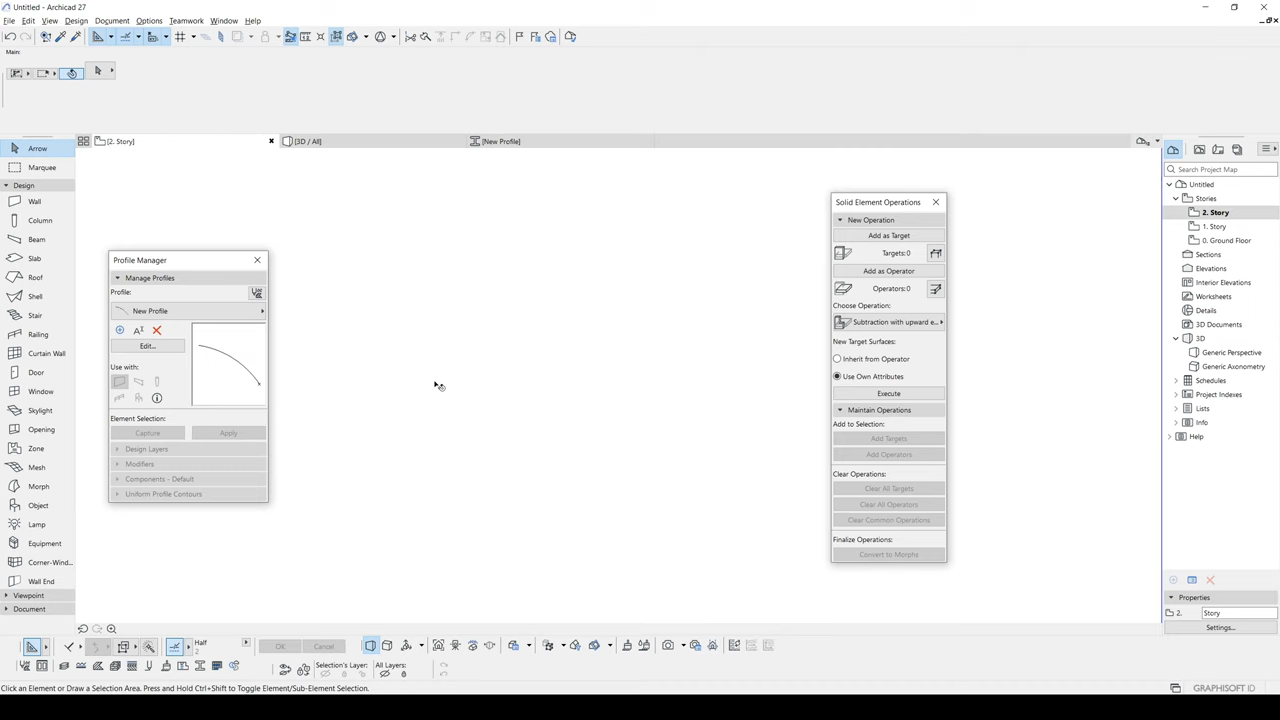 Untitled - Archicad 27
File Edit View Design Document Options Teamwork Window Help
Main:
[2. Story]
[3D / All]
[New Profile]
Arrow
Marquee
Design
Wall
Column
Beam
Slab
Roof
Shell
Stair
Railing
Curtain Wall
Door
Window
Skylight
Opening
Zone
Mesh
Morph
Object
Lamp
Equipment
Corner-Wind...
Wall End
Viewpoint
Document
Profile Manager
Manage Profiles
Profile:
New Profile
Edit...
Use with:
Element Selection:
Capture
Apply
Design Layers
Modifiers
Components - Default
Uniform Profile Contours
Solid Element Operations
New Operation
Add as Target
Targets: 0
Add as Operator
Operators: 0
Choose Operation:
Subtraction with upward e...
New Target Surfaces:
Inherit from Operator
Use Own Attributes
Execute
Maintain Operations
Add to Selection:
Add Targets
Add Operators
Clear Operations:
Clear All Targets
Clear All Operators
Clear Common Operations
Finalize Operations:
Convert to Morphs
Search Project Map
Untitled
Stories
2. Story
1. Story
0. Ground Floor
Sections
Elevations
Interior Elevations
Worksheets
Details
3D Documents
3D
Generic Perspective
Generic Axonometry
Schedules
Project Indexes
Lists
Info
Help
Properties
2.
Story
Settings...
Half
2
OK
Cancel
Selection's Layer:
All Layers:
Click an Element or Draw a Selection Area. Press and Hold Ctrl+Shift to Toggle Element/Sub-Element Selection.
GRAPHISOFT ID